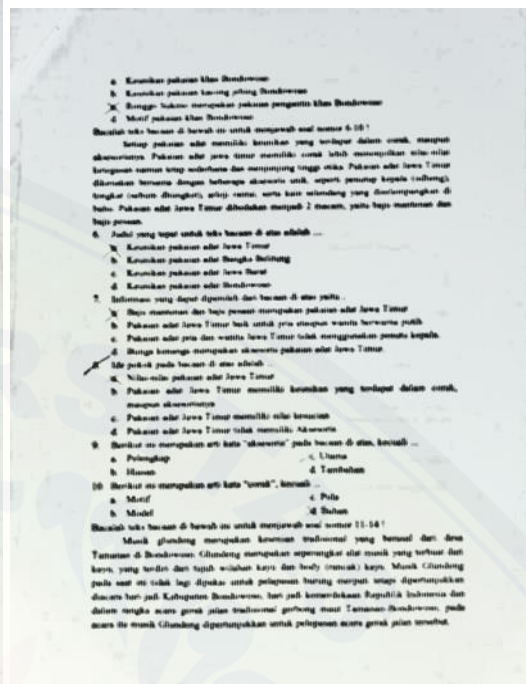 a. Keunikan pakaian khas Bondowoso
b. Keunikan pakaian kucing jebing Bondowoso
c. Ronggo Sukmo merupakan pakaian pengantin khas Bondowoso
d. Motif pakaian khas Bondowoso
Bacalah teks bacaan di bawah ini untuk menjawab soal nomor 6-10 !
Setiap pakaian adat memiliki keunikan yang terdapat dalam corak, maupun
aksesorisnya. Pakaian adat jawa timur memiliki corak lebih menunjukkan nilai-nilai
ketegasan namun tetap sederhana dan menjunjung tinggi etika. Pakaian adat Jawa Timur
dikenakan bersama dengan beberapa aksesoris unik, seperti penutup kepala (odheng),
tongkat (sebum dhungket), arloji rantai, serta kain selendang yang diselempangkan di
bahu. Pakaian adat Jawa Timur dibedakan menjadi 2 macam, yaitu baju mantenan dan
baju pesaan.
6. Judul yang tepat untuk teks bacaan di atas adalah ...
a. Keunikan pakaian adat Jawa Timur
b. Keunikan pakaian adat Bangka Belitung
c. Keunikan pakaian adat Jawa Barat
d. Keunikan pakaian adat Bondowoso
7. Informasi yang dapat diperoleh dari bacaan di atas yaitu ..
a. Baju mantenan dan baju pesaan merupakan pakaian adat Jawa Timur
b. Pakaian adat Jawa Timur baik untuk pria maupun wanita berwarna putih
c. Pakaian adat pria dan wanita Jawa Timur tidak menggunakan penutu kepala.
d. Bunga kenanga merupakan aksesoris pakaian adat Jawa Timur.
8. Ide pokok pada bacaan di atas adalah ...
a. Nilai-nilai pakaian adat Jawa Timur
b. Pakaian adat Jawa Timur memiliki keunikan yang terdapat dalam corak,
maupun aksesorisnya
c. Pakaian adat Jawa Timur memiliki nilai kesucian
d. Pakaian adat Jawa Timur tidak memiliki Aksesoris
9. Berikut ini merupakan arti kata "aksesoris" pada bacaan di atas, kecuali ...
a. Pelengkap c. Utama
b. Hiasan d. Tambahan
10. Berikut ini merupakan arti kata "corak", kecuali ...
a. Motif c. Pola
b. Model d. Bahan
Bacalah teks bacaan di bawah ini untuk menjawab soal nomor 11-14 !
Musik glundeng merupakan kesenian tradisional yang berasal dari desa
Tamanan di Bondowoso. Glundeng merupakan seperangkat alat musik yang terbuat dari
kayu, yang terdiri dari tujuh wilahan kayu dan body (rancak) kayu. Musik Glundeng
pada saat ini tidak lagi dipakai untuk pelepasan burung merpati tetapi dipertunjukkan
diacara hari jadi Kabupaten Bondowoso, hari jadi kemerdekaan Republik Indonesia dan
dalam rangka acara gerak jalan tradisional gerbong maut Tamanan-Bondowoso, pada
acara itu musik Glundeng dipertunjukkan untuk pelepasan acara gerak jalan tersebut.